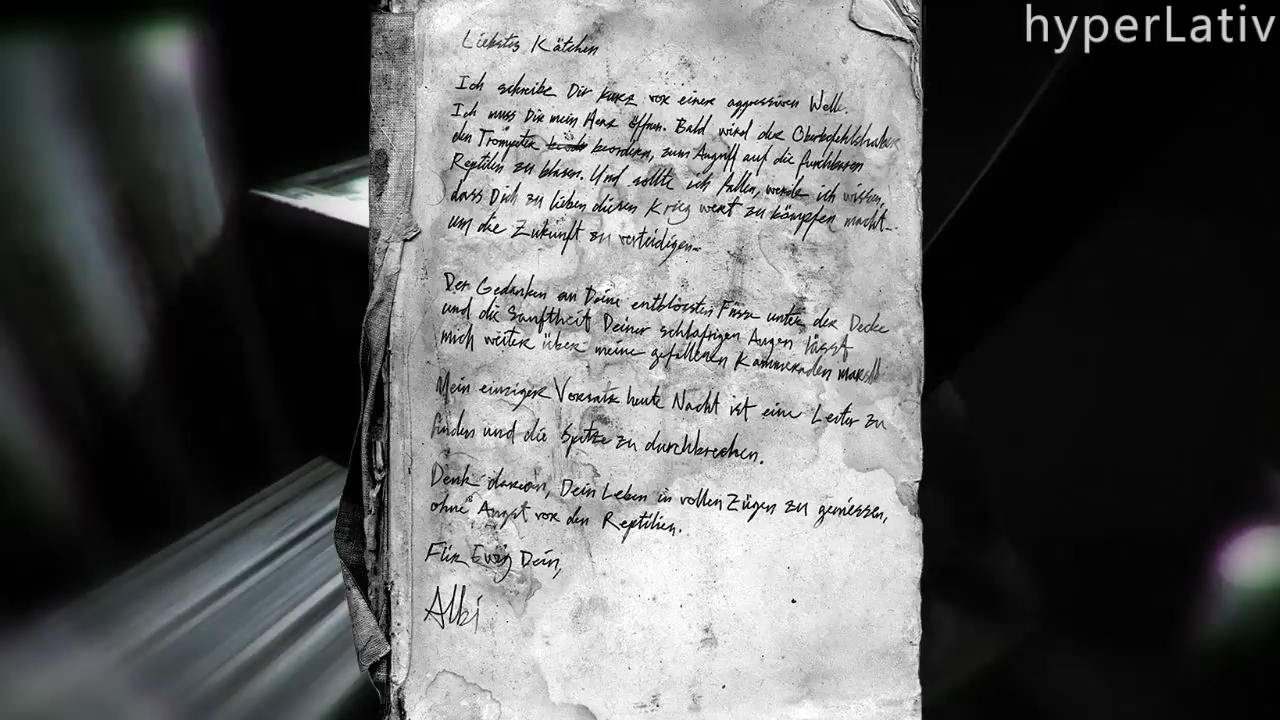 hyperLativ
Liebstes Kätchen
Ich schreibe Dir kurz vor einer aggressiven Welle.
Ich muss Dir mein Herz öffnen. Bald wird der Oberbefehlshaber
den Trompeter beordern, zum Angriff auf die furchbaren
Reptilien zu blasen. Und sollte ich fallen, werde ich wissen,
dass Dich zu lieben diesen Krieg wert zu kämpfen macht...
um die Zukunft zu verteidigen...
Der Gedanken an Deine entblössten Füsse unter der Decke
und die Sanftheit Deiner schläfrigen Augen lässt
mich weiter über meine gefallenen Kammeraden
Mein einziger Vorsatz heute Nacht ist eine Leiter zu
finden und die Spitze zu durchbrechen.
Denk daran, Dein Leben in vollen Zügen zu geniessen,
ohne Angst vor den Reptilien.
Für Ewig Dein,
Albi